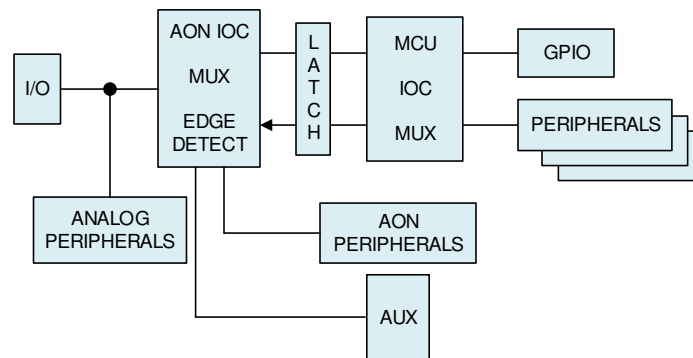 I/O
AON IOC
MUX
EDGE
DETECT
L
A
T
C
H
MCU
IOC
MUX
GPIO
PERIPHERALS
ANALOG
PERIPHERALS
AON
PERIPHERALS
AUX